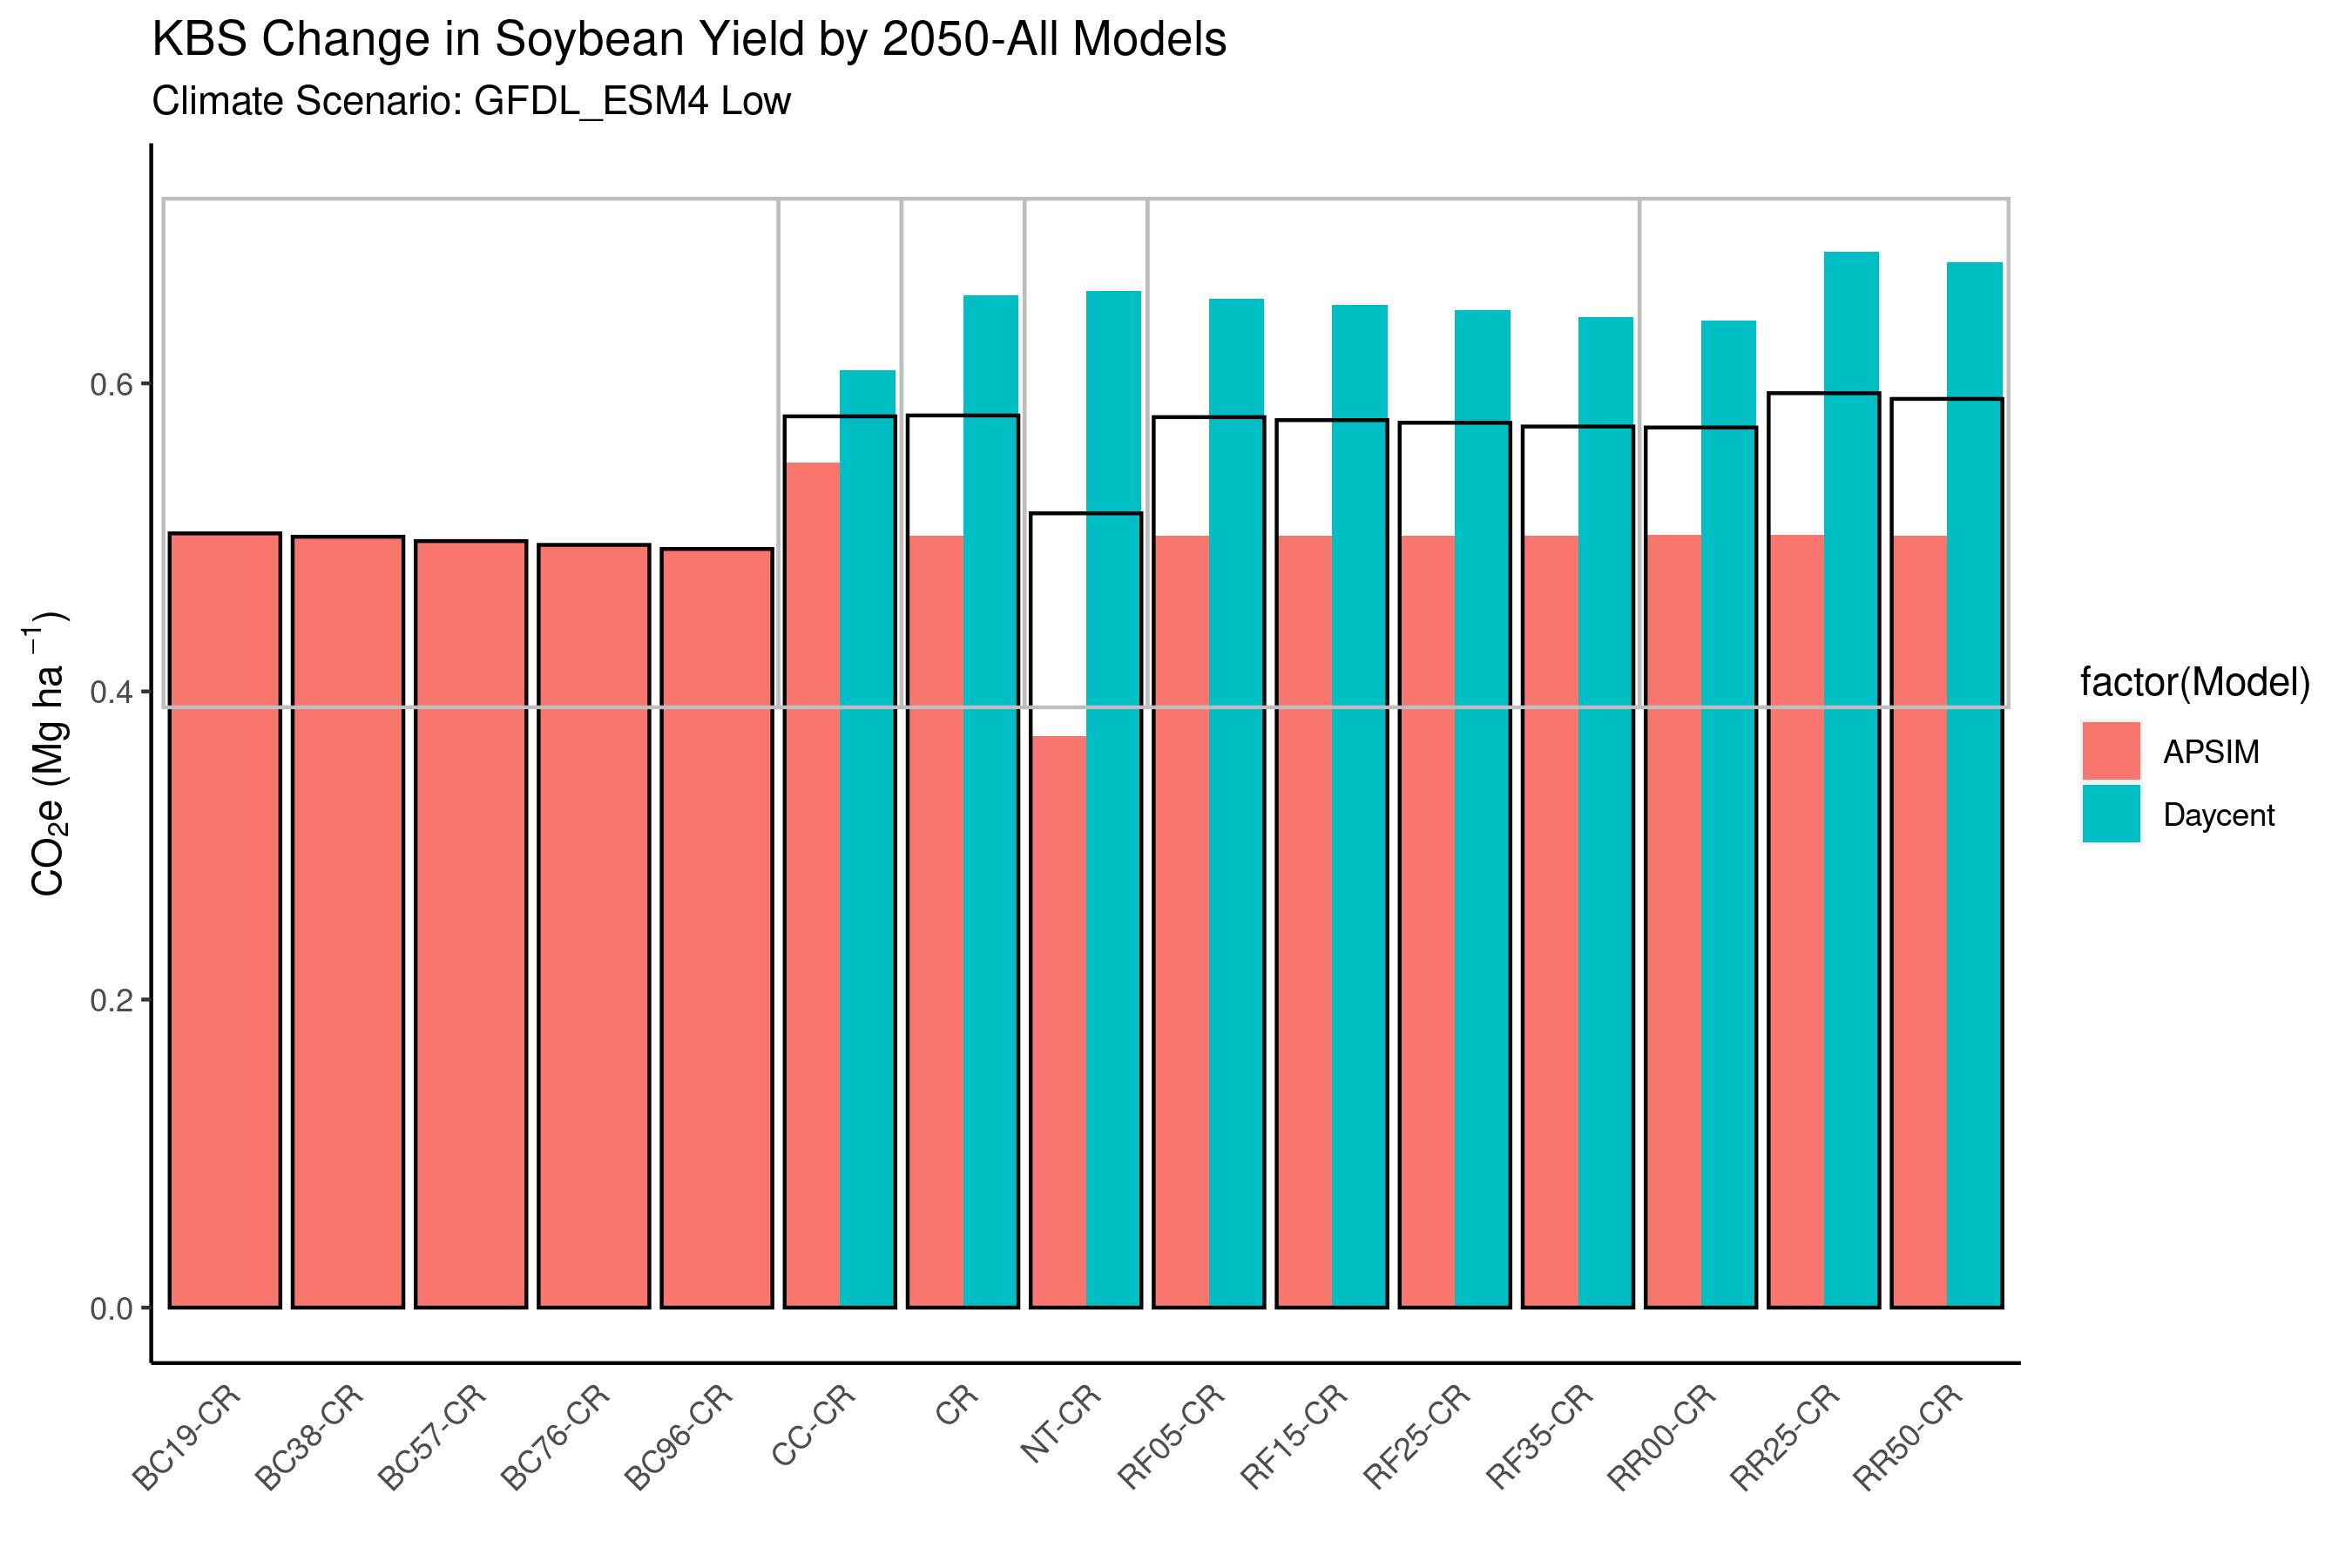 KBS Change in Soybean Yield by 2050-All Models
Climate Scenario: GFDL_ESM4 Low
CO₂e (Mg ha ⁻¹)
0.6
0.4
0.2
0.0
BC19-CR
BC38-CR
BC57-CR
BC76-CR
BC96-CR
CC-CR
CR
NT-CR
RF05-CR
RF15-CR
RF25-CR
RF35-CR
RR00-CR
RR25-CR
RR50-CR
factor(Model)
APSIM
Daycent